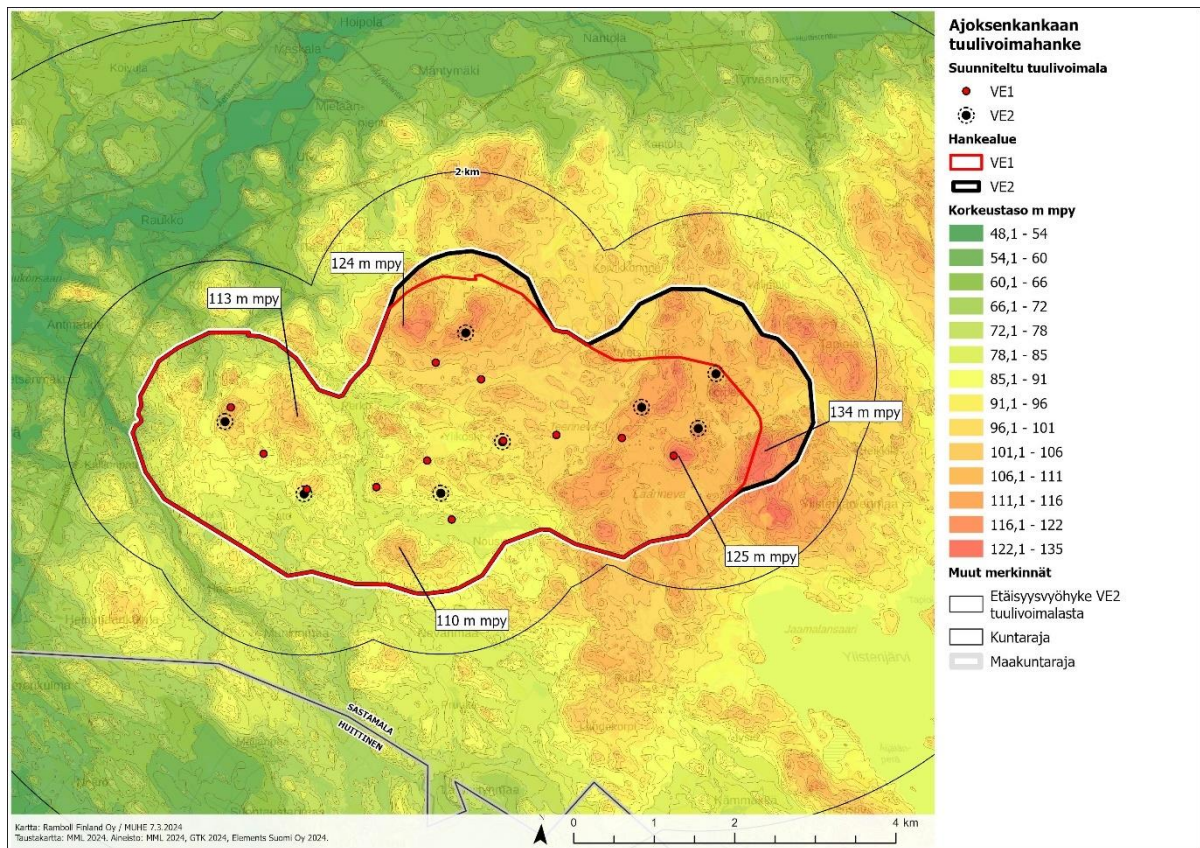 Hoipola
Maskala
Nantola
Koivula
Mäntymäki
Kantola
Raukko
2 km
124 m mpy
113 m mpy
134 m mpy
125 m mpy
110 m mpy
Jaamalansaari
Ylistenjärvi
SASTAMALA
HUITTINEN
Kartta: Ramboll Finland Oy / MUHE 7.3.2024
Taustakartta: MML 2024. Aineisto: MML 2024, GTK 2024, Elements Suomi Oy 2024.
0 1 2 4 km
Ajoksenkankaan
tuulivoimahanke
Suunniteltu tuulivoimala
VE1
VE2
Hankealue
VE1
VE2
Korkeustaso m mpy
48,1 - 54
54,1 - 60
60,1 - 66
66,1 - 72
72,1 - 78
78,1 - 85
85,1 - 91
91,1 - 96
96,1 - 101
101,1 - 106
106,1 - 111
111,1 - 116
116,1 - 122
122,1 - 135
Muut merkinnät
Etäisyysvyöhyke VE2
tuulivoimalasta
Kuntaraja
Maakuntaraja